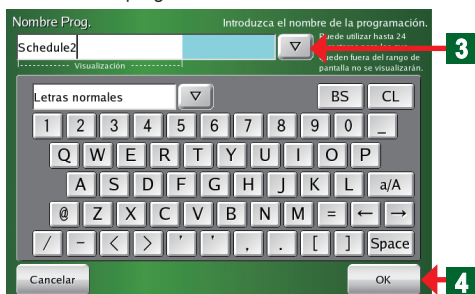 Nombre Prog. Introduzca el nombre de la programación.
Schedule2 ▽ Puede utilizar hasta 24
quedan fuera del rango de
pantalla no se visualizarán.
Visualización
3
Letras normales ▽ BS CL
1 2 3 4 5 6 7 8 9 0 _
Q W E R T Y U I O P
A S D F G H J K L a/A
@ Z X C V B N M = ← →
/ - < > ' ' , . [ ] Space
Cancelar OK
4